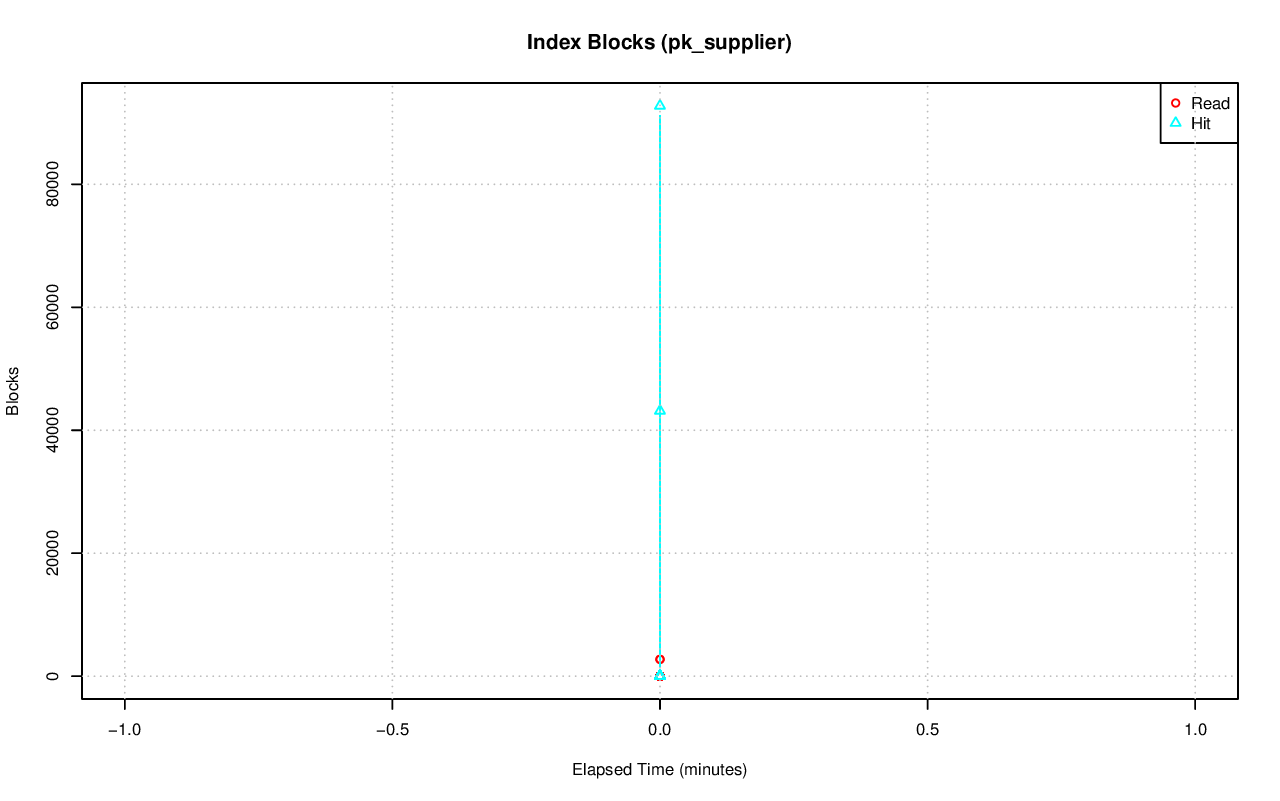 Index Blocks (pk_supplier)
Read
Hit
80000
60000
40000
20000
0
Blocks
−1.0
−0.5
0.0
0.5
1.0
Elapsed Time (minutes)